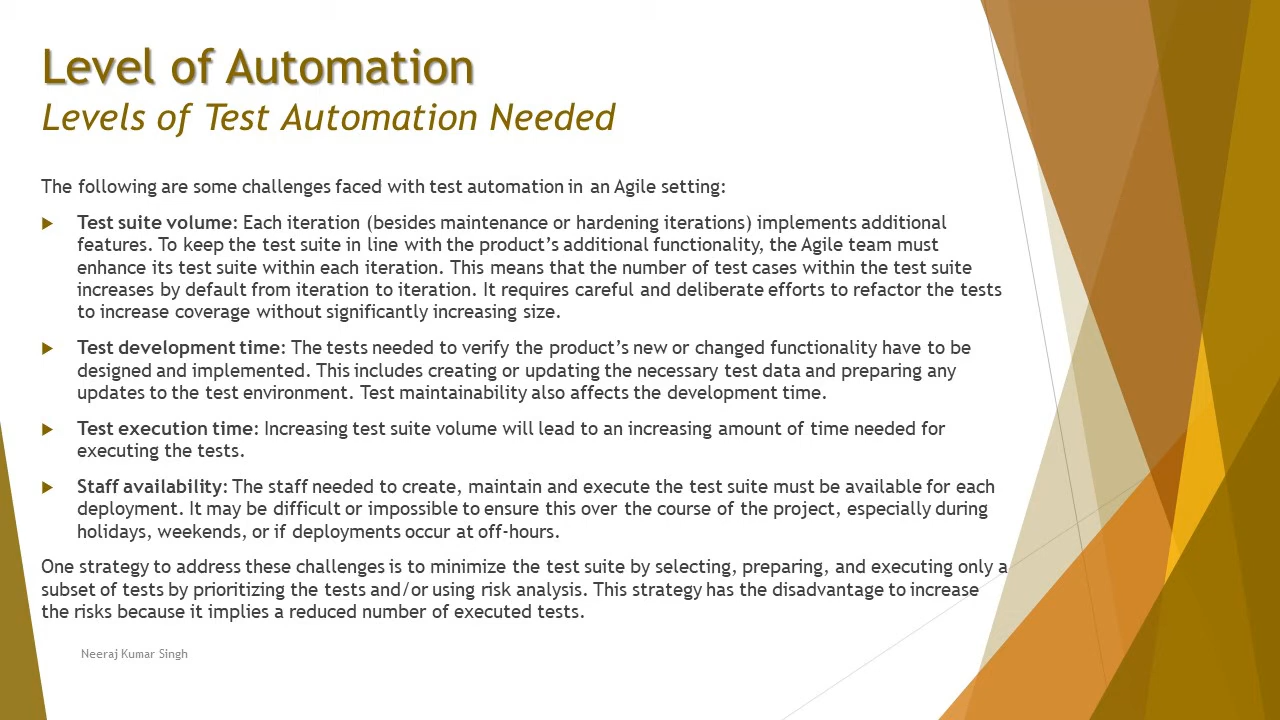 Level of Automation
Levels of Test Automation Needed
The following are some challenges faced with test automation in an Agile setting:
Test suite volume: Each iteration (besides maintenance or hardening iterations) implements additional
features. To keep the test suite in line with the product’s additional functionality, the Agile team must
enhance its test suite within each iteration. This means that the number of test cases within the test suite
increases by default from iteration to iteration. It requires careful and deliberate efforts to refactor the tests
to increase coverage without significantly increasing size.
Test development time: The tests needed to verify the product’s new or changed functionality have to be
designed and implemented. This includes creating or updating the necessary test data and preparing any
updates to the test environment. Test maintainability also affects the development time.
Test execution time: Increasing test suite volume will lead to an increasing amount of time needed for
executing the tests.
Staff availability: The staff needed to create, maintain and execute the test suite must be available for each
deployment. It may be difficult or impossible to ensure this over the course of the project, especially during
holidays, weekends, or if deployments occur at off-hours.
One strategy to address these challenges is to minimize the test suite by selecting, preparing, and executing only a
subset of tests by prioritizing the tests and/or using risk analysis. This strategy has the disadvantage to increase
the risks because it implies a reduced number of executed tests.
Neeraj Kumar Singh